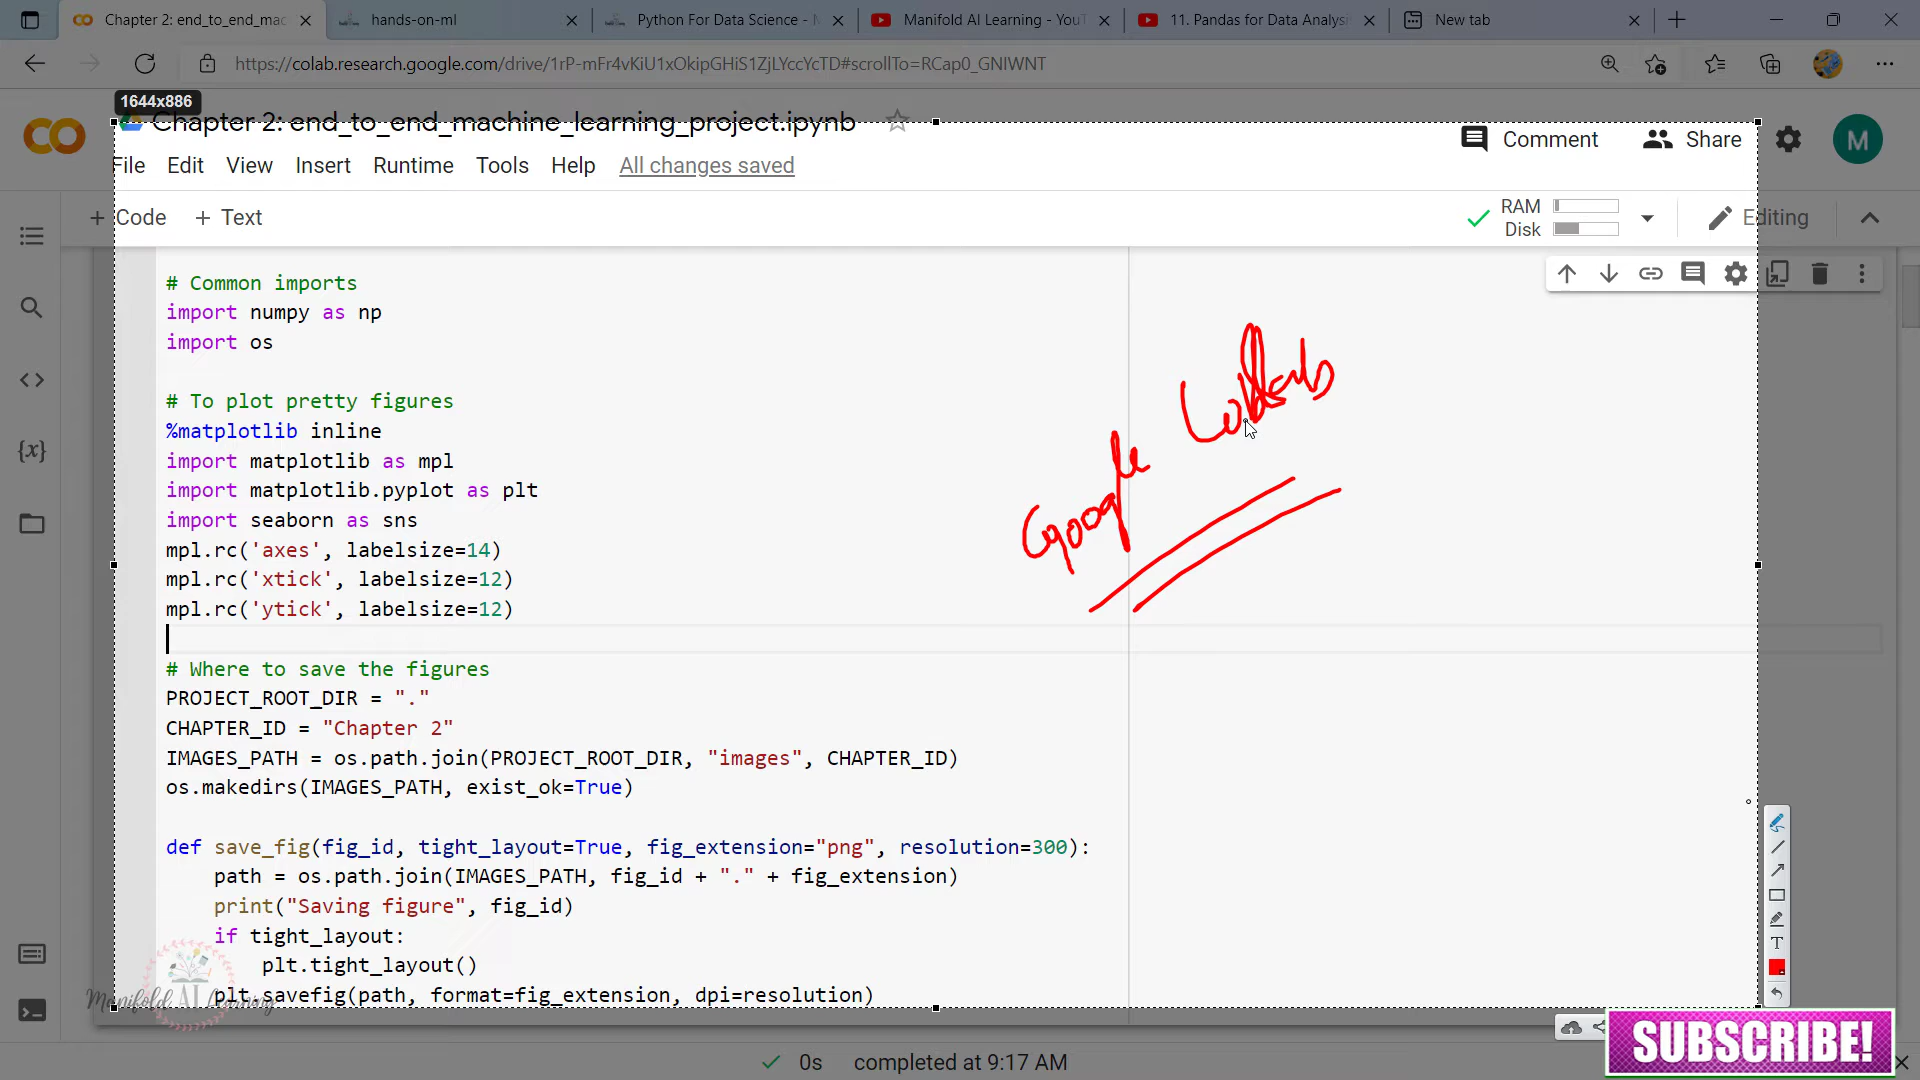 Chapter 2: end_to_end_mac
hands-on-ml
Python For Data Science - M
Manifold AI Learning - YouT
11. Pandas for Data Analysi
New tab
https://colab.research.google.com/drive/1rP-mFr4vKiU1xOkipGHiS1ZjLYccYcTD#scrollTo=RCap0_GNIWNT
1644x886
Chapter 2: end_to_end_machine_learning_project.ipynb
Comment
Share
M
File Edit View Insert Runtime Tools Help All changes saved
+ Code + Text
RAM
Disk
Editing
# Common imports
import numpy as np
import os
# To plot pretty figures
%matplotlib inline
import matplotlib as mpl
import matplotlib.pyplot as plt
import seaborn as sns
mpl.rc('axes', labelsize=14)
mpl.rc('xtick', labelsize=12)
mpl.rc('ytick', labelsize=12)
Google
# Where to save the figures
PROJECT_ROOT_DIR = "."
CHAPTER_ID = "Chapter 2"
IMAGES_PATH = os.path.join(PROJECT_ROOT_DIR, "images", CHAPTER_ID)
os.makedirs(IMAGES_PATH, exist_ok=True)
def save_fig(fig_id, tight_layout=True, fig_extension="png", resolution=300):
path = os.path.join(IMAGES_PATH, fig_id + "." + fig_extension)
print("Saving figure", fig_id)
if tight_layout:
plt.tight_layout()
plt.savefig(path, format=fig_extension, dpi=resolution)
Manifold AI Learning
T
SUBSCRIBE!
0s completed at 9:17 AM